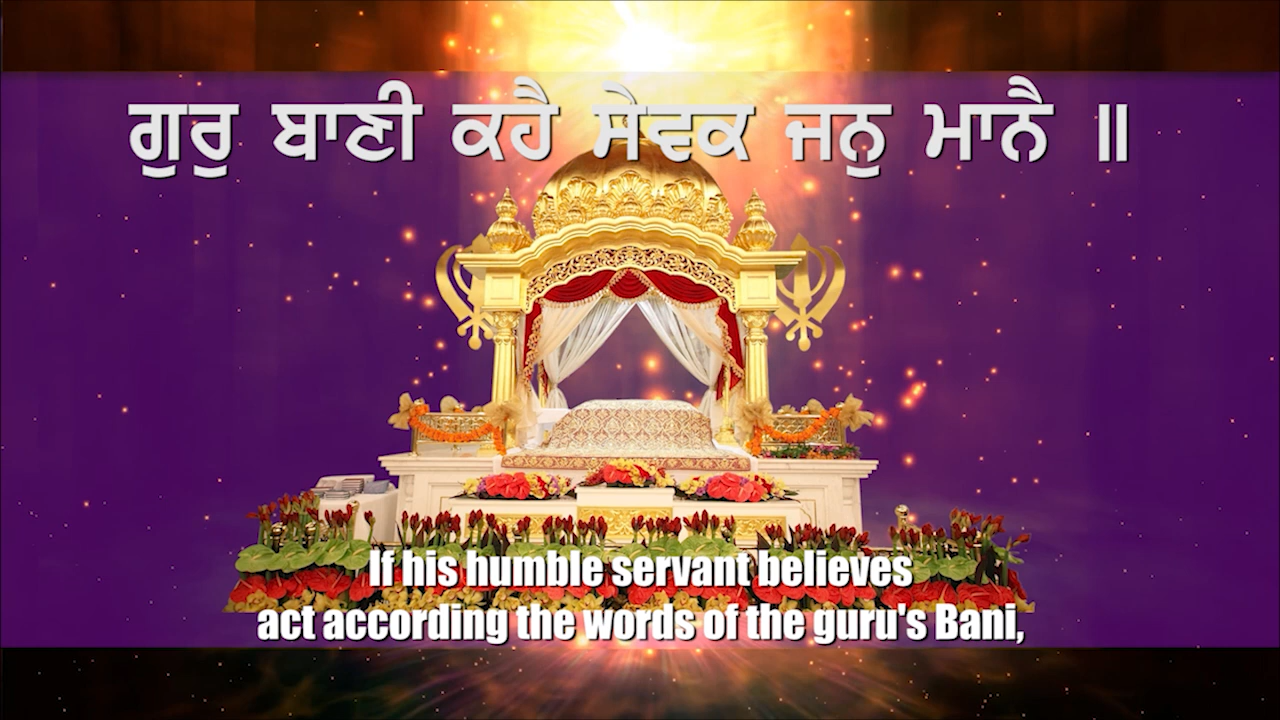 ਗੁਰੁ ਬਾਣੀ ਕਹੈ ਸੇਵਕ ਜਨੁ ਮਾਨੈ ॥
If his humble servant believes
act according the words of the guru's Bani,